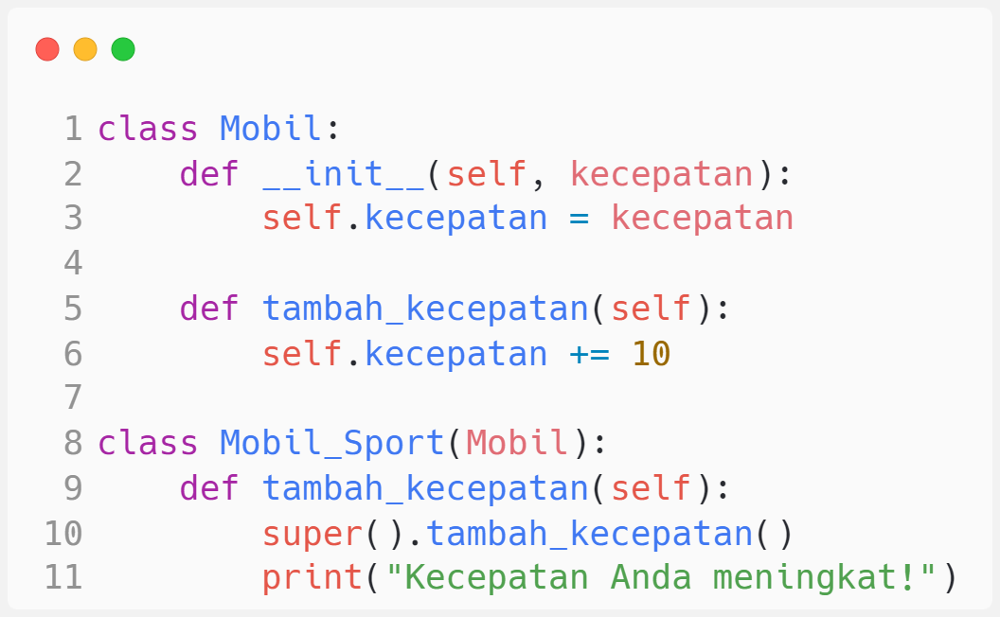 1 class Mobil:
2     def __init__(self, kecepatan):
3         self.kecepatan = kecepatan
4
5     def tambah_kecepatan(self):
6         self.kecepatan += 10
7
8 class Mobil_Sport(Mobil):
9     def tambah_kecepatan(self):
10         super().tambah_kecepatan()
11         print("Kecepatan Anda meningkat!")